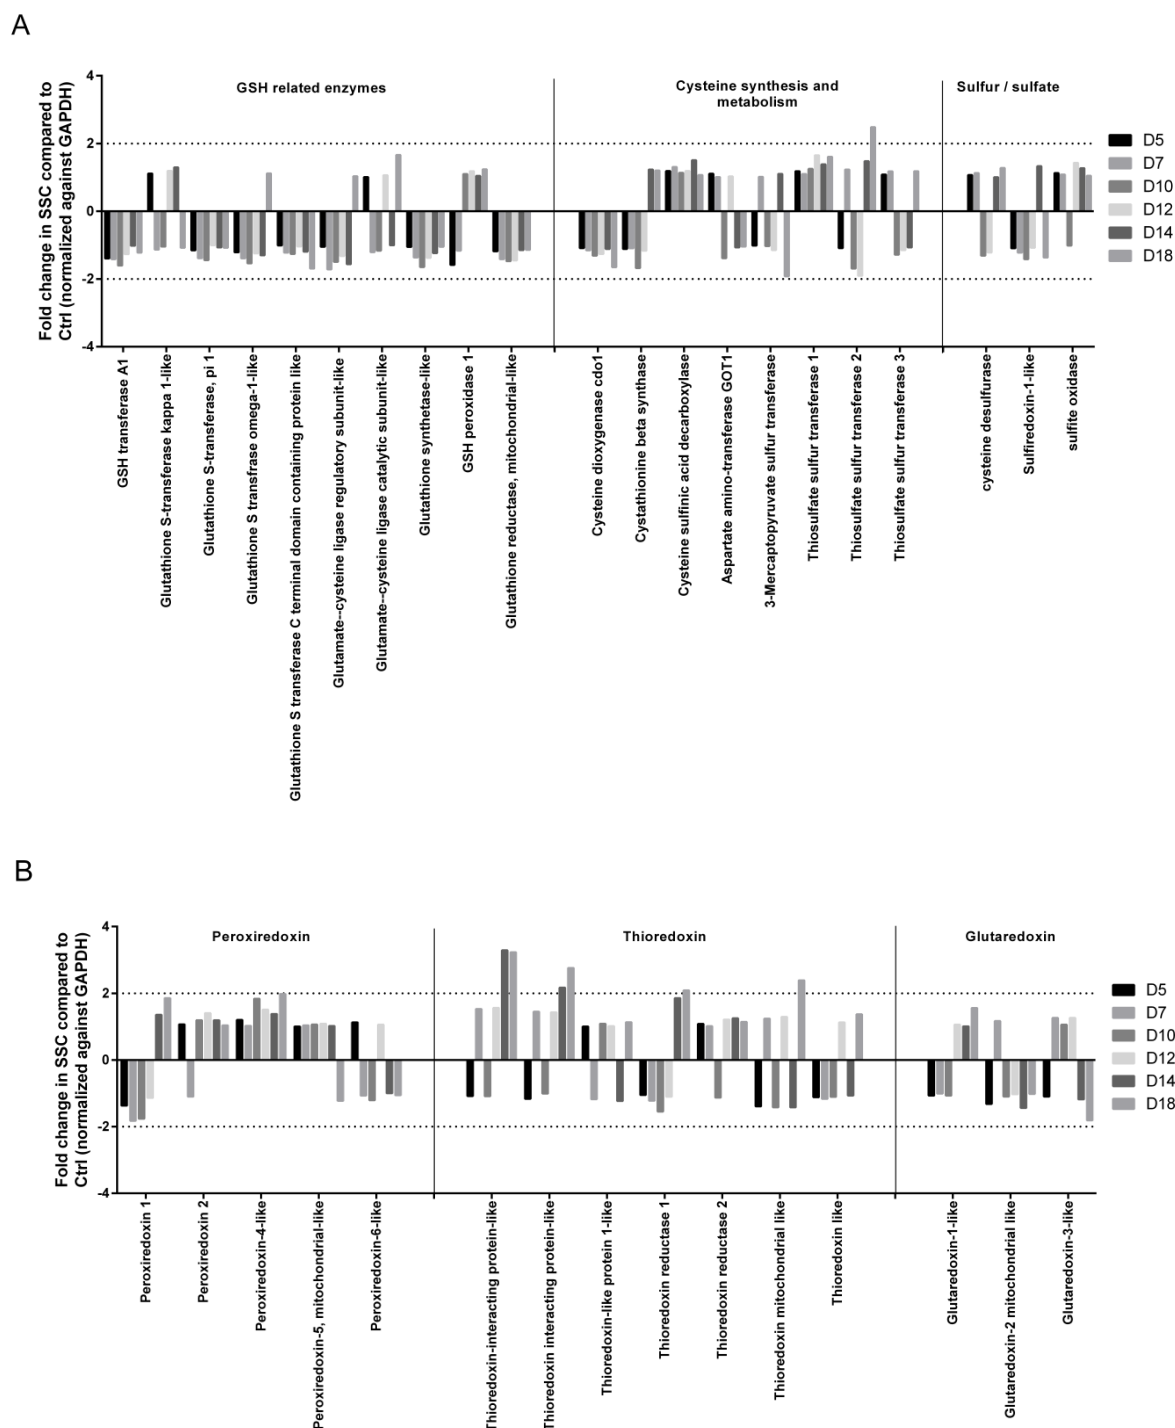 A
Fold change in SSC compared to
Ctrl (normalized against GAPDH)
4
2
0
-2
-4
GSH related enzymes
Cysteine synthesis and
metabolism
Sulfur / sulfate
D5
D7
D10
D12
D14
D18
GSH transferase A1
Glutathione S-transferase kappa 1-like
Glutathione S-transferase, pi 1
Glutathione S transfrase omega-1-like
Glutathione S transferase C terminal domain containing protein like
Glutamate--cysteine ligase regulatory subunit-like
Glutamate--cysteine ligase catalytic subunit-like
Glutathione synthetase-like
GSH peroxidase 1
Glutathione reductase, mitochondrial-like
Cysteine dioxygenase cdo1
Cystathionine beta synthase
Cysteine sulfinic acid decarboxylase
Aspartate amino-transferase GOT1
3-Mercaptopyruvate sulfur transferase
Thiosulfate sulfur transferase 1
Thiosulfate sulfur transferase 2
Thiosulfate sulfur transferase 3
cysteine desulfurase
Sulfiredoxin-1-like
sulfite oxidase
B
Fold change in SSC compared to
Ctrl (normalized against GAPDH)
4
2
0
-2
-4
Peroxiredoxin
Thioredoxin
Glutaredoxin
D5
D7
D10
D12
D14
D18
Peroxiredoxin 1
Peroxiredoxin 2
Peroxiredoxin-4-like
Peroxiredoxin-5, mitochondrial-like
Peroxiredoxin-6-like
Thioredoxin-interacting protein-like
Thioredoxin interacting protein-like
Thioredoxin-like protein 1-like
Thioredoxin reductase 1
Thioredoxin reductase 2
Thioredoxin mitochondrial like
Thioredoxin like
Glutaredoxin-1-like
Glutaredoxin-2 mitochondrial like
Glutaredoxin-3-like